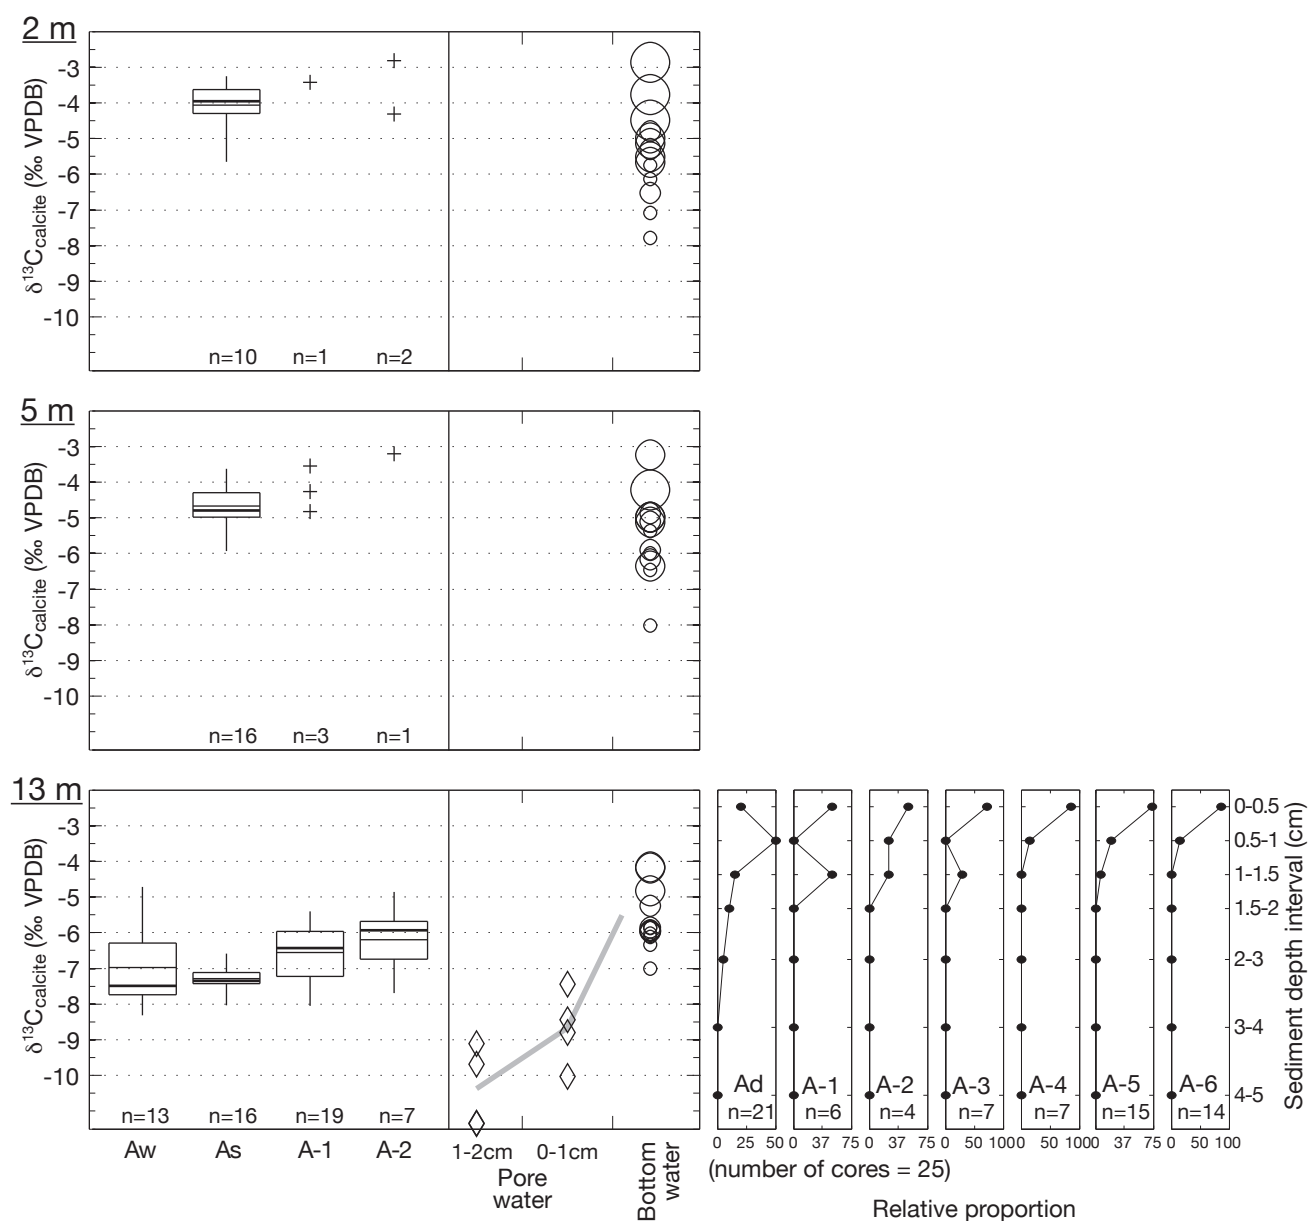 2 m
δ13Ccalcite (‰ VPDB)
-3
-4
-5
-6
-7
-8
-9
-10
n=10 n=1 n=2
5 m
δ13Ccalcite (‰ VPDB)
-3
-4
-5
-6
-7
-8
-9
-10
n=16 n=3 n=1
13 m
δ13Ccalcite (‰ VPDB)
-3
-4
-5
-6
-7
-8
-9
-10
n=13 n=16 n=19 n=7
Aw As A-1 A-2
1-2cm 0-1cm
Pore
water
Bottom
water
Ad A-1 A-2 A-3 A-4 A-5 A-6
n=21 n=6 n=4 n=7 n=7 n=15 n=14
0 25 50 0 37 75 0 37 75 0 50 100 0 50 100 0 37 75 0 50 100
(number of cores = 25)
Relative proportion
0–0.5
0.5–1
1–1.5
1.5–2
2–3
3–4
4–5
Sediment depth interval (cm)